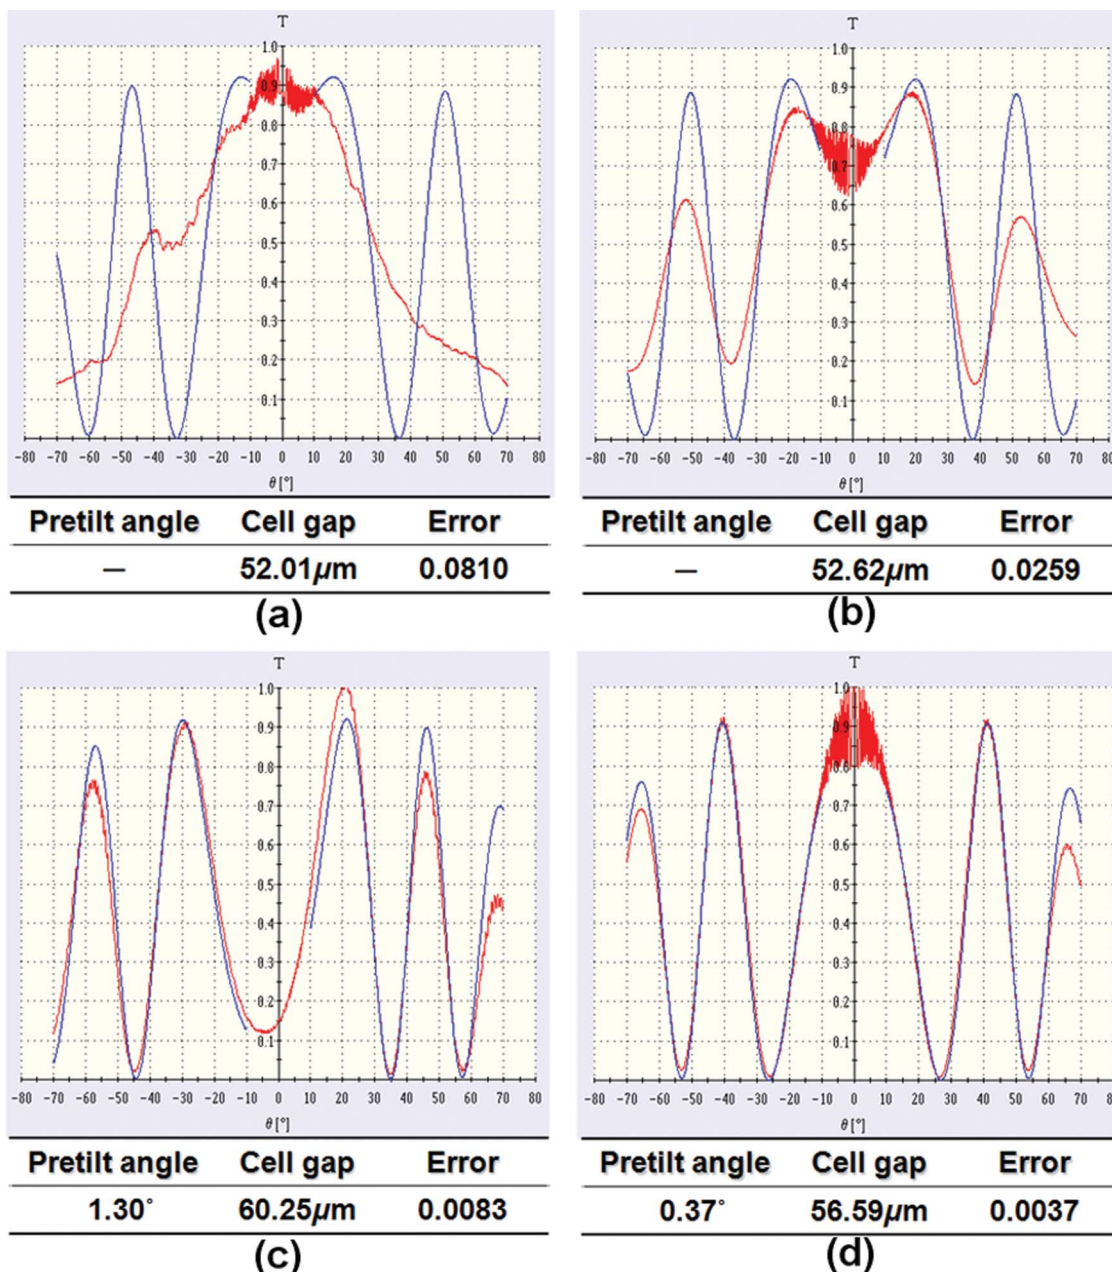 T
T
1.0
0.9
0.8
0.7
0.6
0.5
0.4
0.3
0.2
0.1
1.0
0.9
0.8
0.7
0.6
0.5
0.4
0.3
0.2
0.1
-80 -70 -60 -50 -40 -30 -20 -10 0 10 20 30 40 50 60 70 80
-80 -70 -60 -50 -40 -30 -20 -10 0 10 20 30 40 50 60 70 80
θ [°]
θ [°]
Pretilt angle Cell gap Error
— 52.01μm 0.0810
(a)
Pretilt angle Cell gap Error
— 52.62μm 0.0259
(b)
T
T
1.0
0.9
0.8
0.7
0.6
0.5
0.4
0.3
0.2
0.1
1.0
0.9
0.8
0.7
0.6
0.5
0.4
0.3
0.2
0.1
-80 -70 -60 -50 -40 -30 -20 -10 0 10 20 30 40 50 60 70 80
-80 -70 -60 -50 -40 -30 -20 -10 0 10 20 30 40 50 60 70 80
θ [°]
θ [°]
Pretilt angle Cell gap Error
1.30° 60.25μm 0.0083
(c)
Pretilt angle Cell gap Error
0.37° 56.59μm 0.0037
(d)